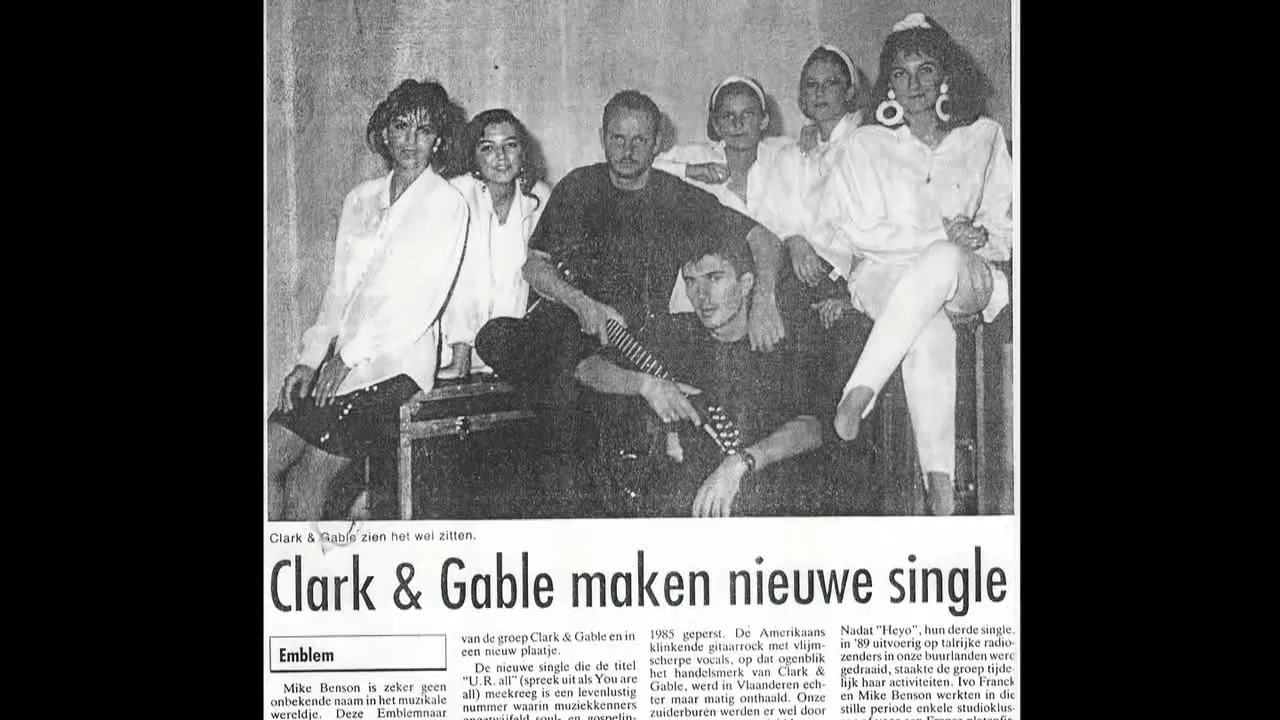 Clark & Gable zien het wel zitten.
Clark & Gable maken nieuwe single
Emblem
Mike Benson is zeker geen
onbekende naam in het muzikale
wereldje. Deze Emblemnaar
van de groep Clark & Gable en in
een nieuw plaatje.
De nieuwe single die de titel
"U.R. all" (spreek uit als You are
all) meekreeg is een levenlustig
nummer waarin muziekkenners
ongetwijfeld soul- en gospelin-
1985 geperst. De Amerikaans
klinkende gitaarrock met vlijm-
scherpe vocals, op dat ogenblik
het handelsmerk van Clark &
Gable, werd in Vlaanderen ech-
ter maar matig onthaald. Onze
zuiderburen werden er wel door
Nadat "Heyo", hun derde single,
in '89 uitvoerig op talrijke radio-
zenders in onze buurlanden werd
gedraaid, staakte de groep tijde-
lijk haar activiteiten. Ivo Franck
en Mike Benson werkten in die
stille periode enkele studioklus-